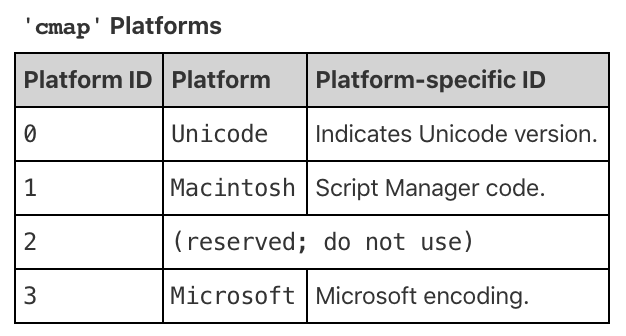 'cmap' Platforms
Platform ID Platform Platform-specific ID
0 Unicode Indicates Unicode version.
1 Macintosh Script Manager code.
2 (reserved; do not use)
3 Microsoft Microsoft encoding.